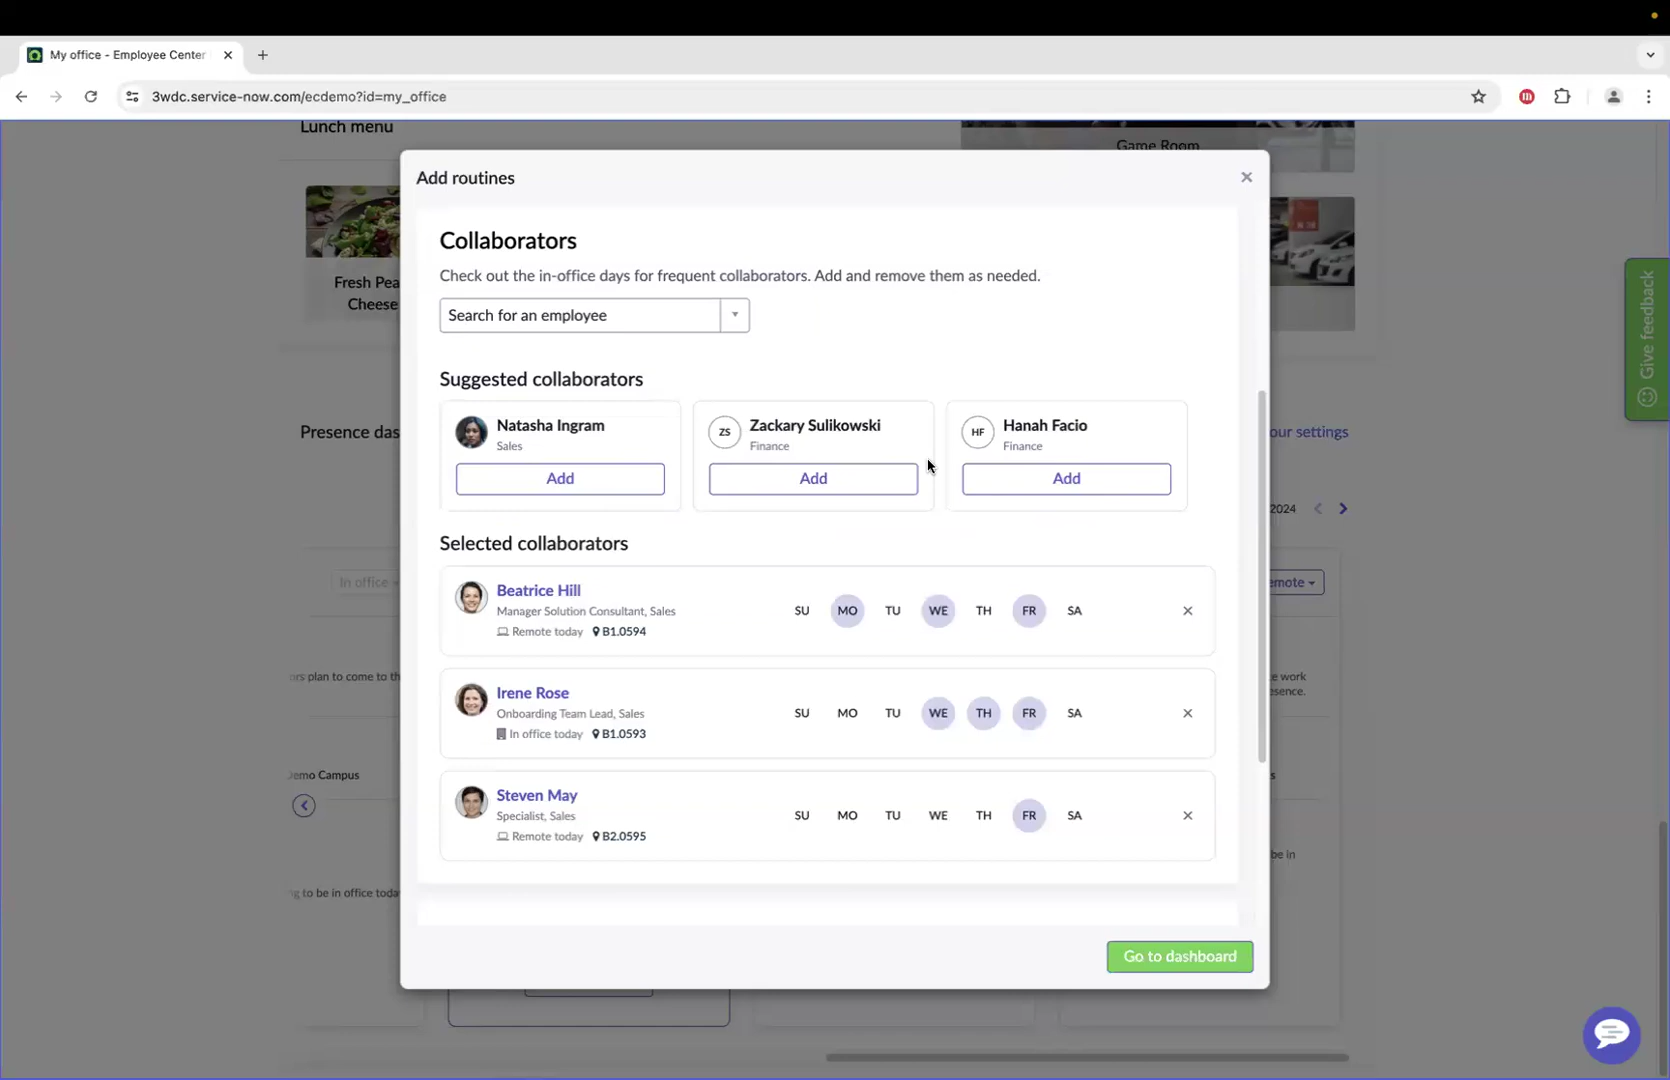 My office - Employee Center
3wdc.service-now.com/ecdemo?id=my_office
Lunch menu
Game Room
Add routines
Collaborators
Check out the in-office days for frequent collaborators. Add and remove them as needed.
Search for an employee
Fresh Pea
Cheese
Give feedback
Suggested collaborators
Natasha Ingram
Sales
Add
ZS
Zackary Sulikowski
Finance
Add
HF
Hanah Facio
Finance
Add
Presence das
our settings
2024
Selected collaborators
In office
emote
Beatrice Hill
Manager Solution Consultant, Sales
Remote today B1.0594
SU MO TU WE TH FR SA
ors plan to come to th
e work
esence.
Irene Rose
Onboarding Team Lead, Sales
In office today B1.0593
SU MO TU WE TH FR SA
Demo Campus
s
Steven May
Specialist, Sales
Remote today B2.0595
SU MO TU WE TH FR SA
be in
ng to be in office toda
Go to dashboard